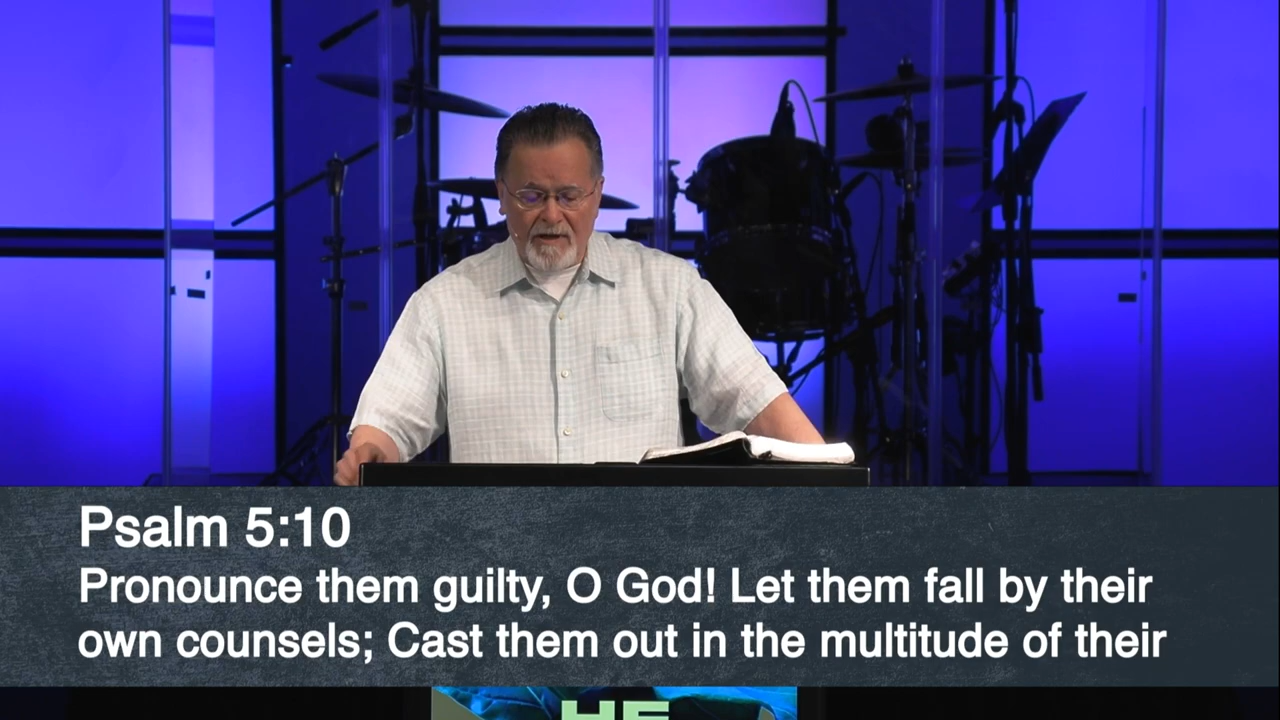 Psalm 5:10
Pronounce them guilty, O God! Let them fall by their
own counsels; Cast them out in the multitude of their
HE